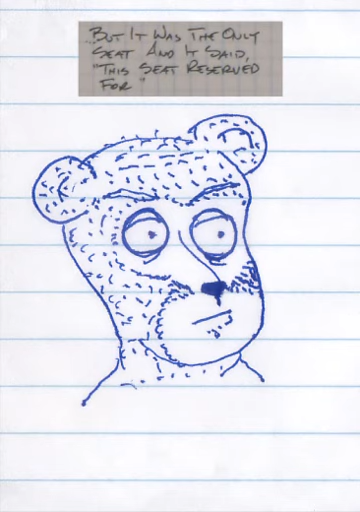 BUT IT WAS THE ONLY
SEAT AND IT SAID,
"THIS SEAT RESERVED
FOR"